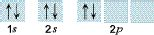 ↑↓ ↑↓ ↑↓
1s 2s 2p